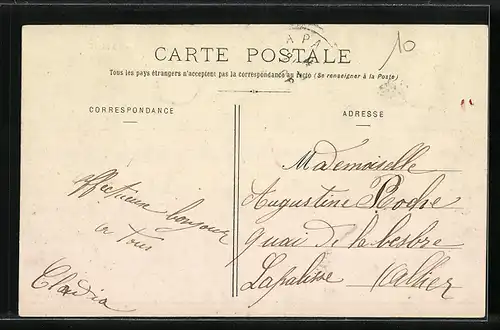 10
APA
CARTE POSTALE
Tous les pays étrangers n'acceptent pas la correspondance au recto (Se renseigner à la Poste)
CORRESPONDANCE
ADRESSE
Mademoiselle
Augustine Roche
quai de la besbre
Lapalisse Allier
affectueux bonjour
a tous
Claudia